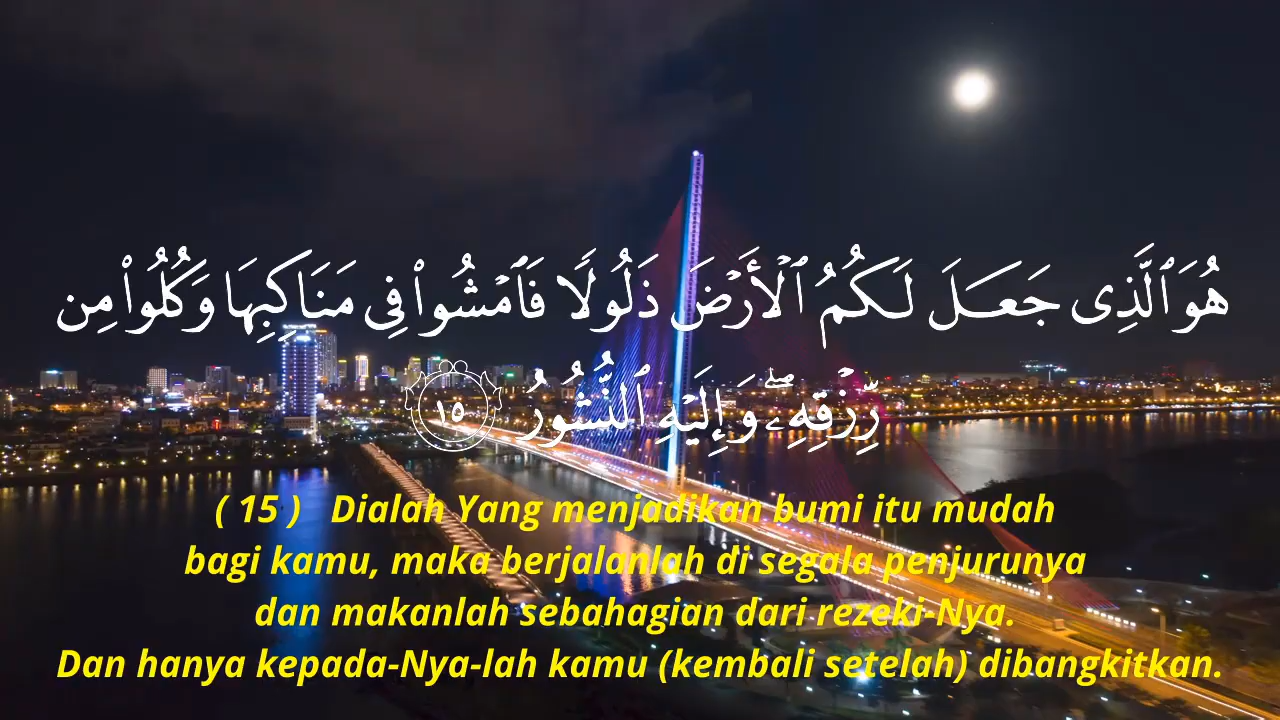 هُوَ ٱلَّذِى جَعَلَ لَكُمُ ٱلْأَرْضَ ذَلُولًا فَٱمْشُوا۟ فِى مَنَاكِبِهَا وَكُلُوا۟ مِن
رِّزْقِهِۦ ۖ وَإِلَيْهِ ٱلنُّشُورُ ١٥
( 15 ) Dialah Yang menjadikan bumi itu mudah
bagi kamu, maka berjalanlah di segala penjurunya
dan makanlah sebahagian dari rezeki-Nya.
Dan hanya kepada-Nya-lah kamu (kembali setelah) dibangkitkan.